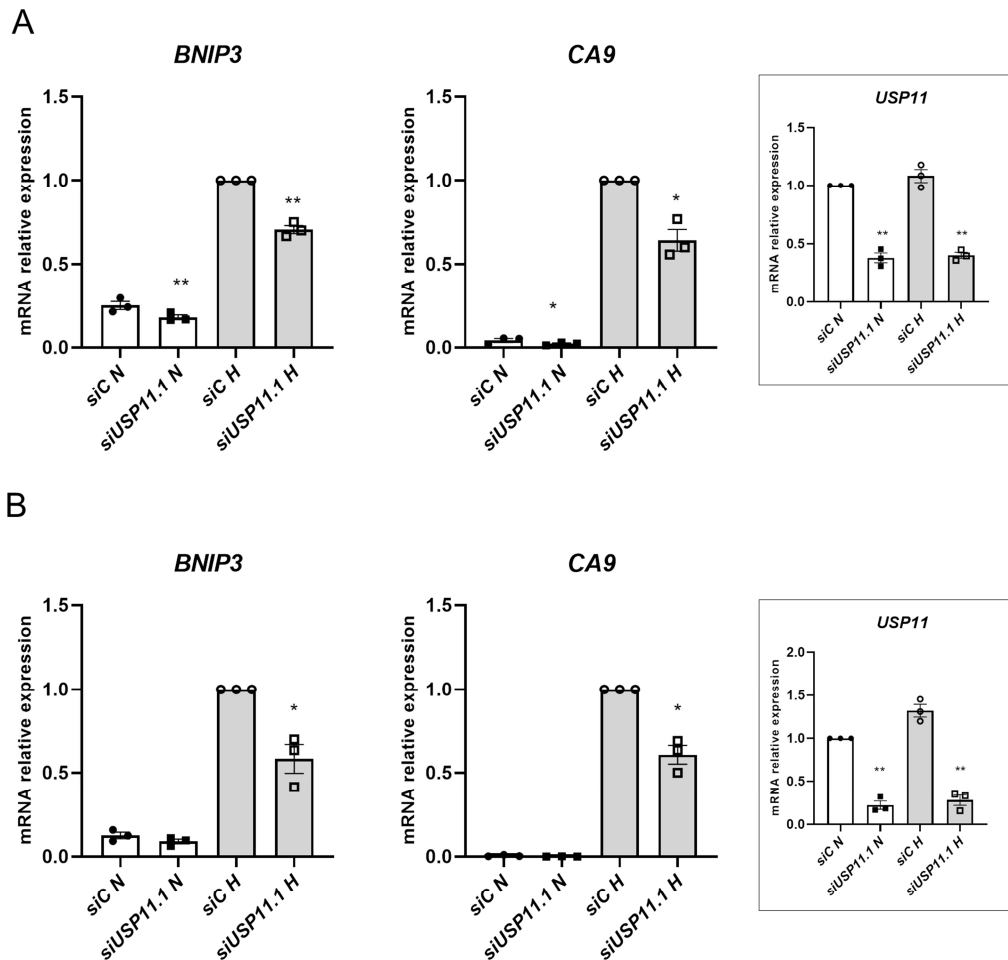 A
BNIP3
mRNA relative expression
1.5
1.0
0.5
0.0
**
**
siC N
siUSP11.1 N
siC H
siUSP11.1 H
CA9
mRNA relative expression
1.5
1.0
0.5
0.0
*
*
siC N
siUSP11.1 N
siC H
siUSP11.1 H
USP11
mRNA relative expression
1.5
1.0
0.5
0.0
**
**
siC N
siUSP11.1 N
siC H
siUSP11.1 H
B
BNIP3
mRNA relative expression
1.5
1.0
0.5
0.0
*
siC N
siUSP11.1 N
siC H
siUSP11.1 H
CA9
mRNA relative expression
1.5
1.0
0.5
0.0
*
siC N
siUSP11.1 N
siC H
siUSP11.1 H
USP11
mRNA relative expression
2.0
1.5
1.0
0.5
0.0
**
**
siC N
siUSP11.1 N
siC H
siUSP11.1 H